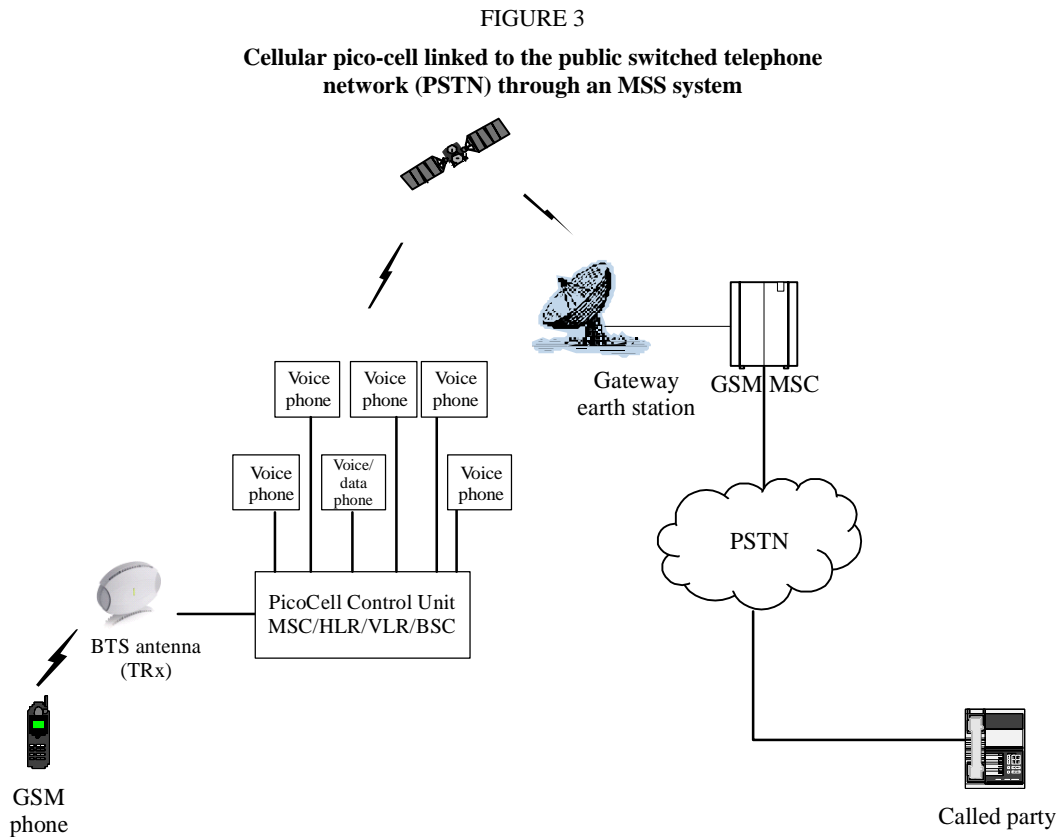 FIGURE 3
Cellular pico-cell linked to the public switched telephone
network (PSTN) through an MSS system
Gateway
earth station
GSM MSC
Voice
phone
Voice
phone
Voice
phone
Voice
phone
Voice/
data
phone
Voice
phone
PSTN
PicoCell Control Unit
MSC/HLR/VLR/BSC
BTS antenna
(TRx)
GSM
phone
Called party